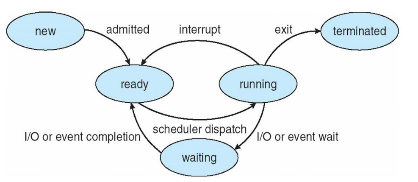 new
admitted
interrupt
exit
terminated
ready
running
I/O or event completion
scheduler dispatch
I/O or event wait
waiting